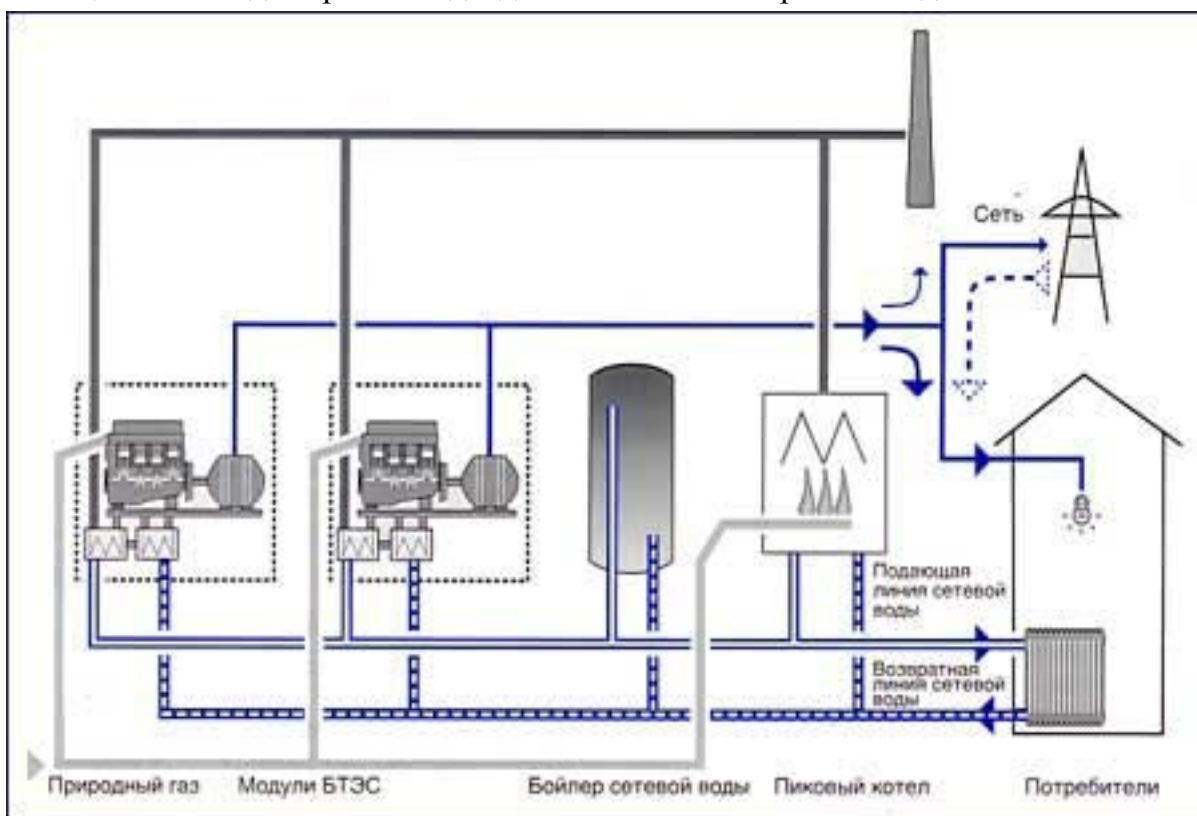 Сеть
Подающая
линия сетевой
воды
Возвратная
линия сетевой
воды
Природный газ
Модули БТЭС
Бойлер сетевой воды
Пиковый котел
Потребители